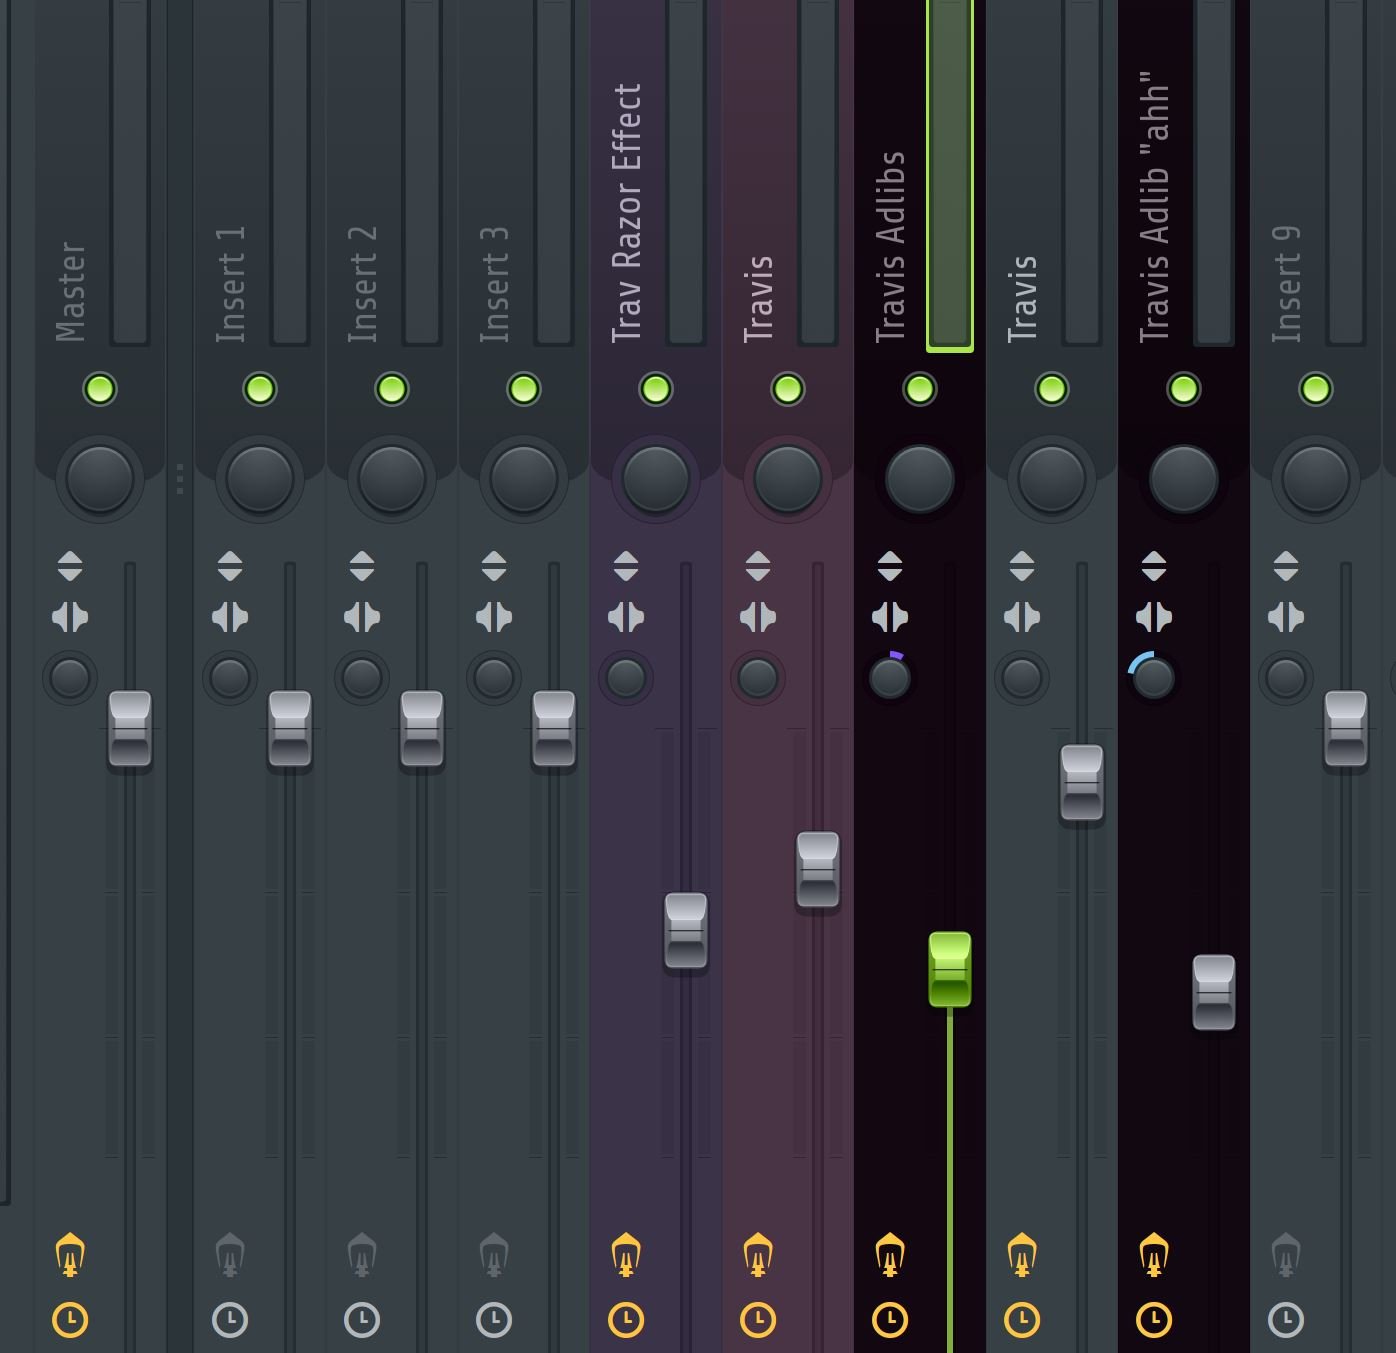 Master
Insert 1
Insert 2
Insert 3
Trav Razor Effect
Travis
Travis Adlibs
Travis
Travis Adlib "ahh"
Insert 9